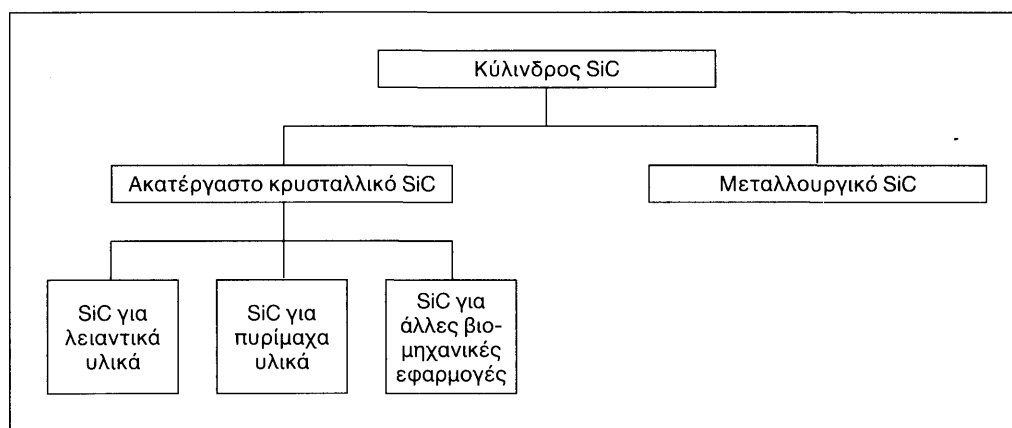 Κύλινδρος SiC
Ακατέργαστο κρυσταλλικό SiC
Μεταλλουργικό SiC
SiC για
λειαντικά
υλικά
SiC για
πυρίμαχα
υλικά
SiC για
άλλες βιο-
μηχανικές
εφαρμογές